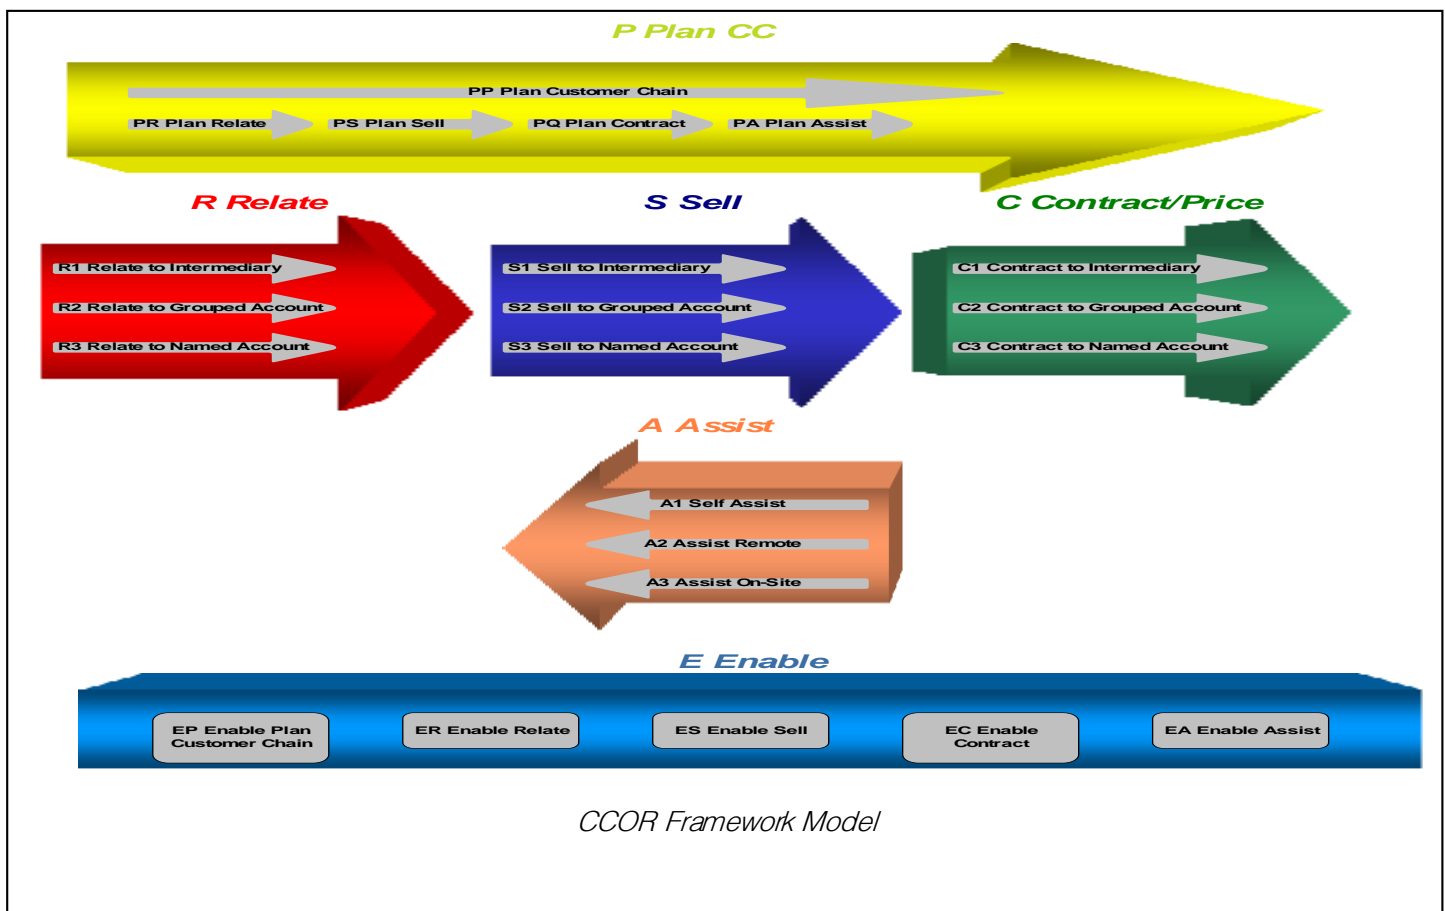 P Plan CC
PP Plan Customer Chain
PR Plan Relate
PS Plan Sell
PQ Plan Contract
PA Plan Assist
R Relate
R1 Relate to Intermediary
R2 Relate to Grouped Account
R3 Relate to Named Account
S Sell
S1 Sell to Intermediary
S2 Sell to Grouped Account
S3 Sell to Named Account
C Contract/Price
C1 Contract to Intermediary
C2 Contract to Grouped Account
C3 Contract to Named Account
A Assist
A1 Self Assist
A2 Assist Remote
A3 Assist On-Site
E Enable
EP Enable Plan
Customer Chain
ER Enable Relate
ES Enable Sell
EC Enable
Contract
EA Enable Assist
CCOR Framework Model